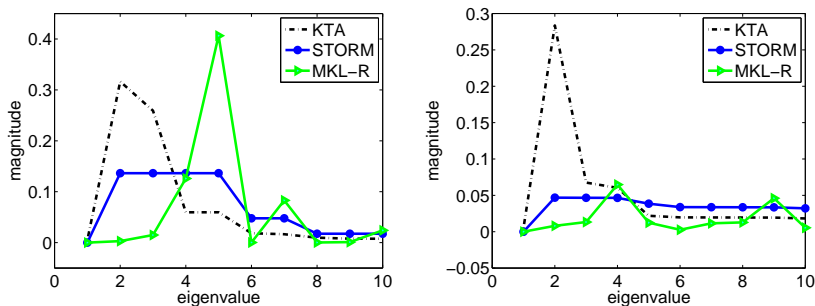 KTA
STORM
MKL-R
0.4
0.3
0.2
0.1
0
magnitude
0 2 4 6 8 10
eigenvalue
KTA
STORM
MKL-R
0.3
0.25
0.2
0.15
0.1
0.05
0
-0.05
magnitude
0 2 4 6 8 10
eigenvalue